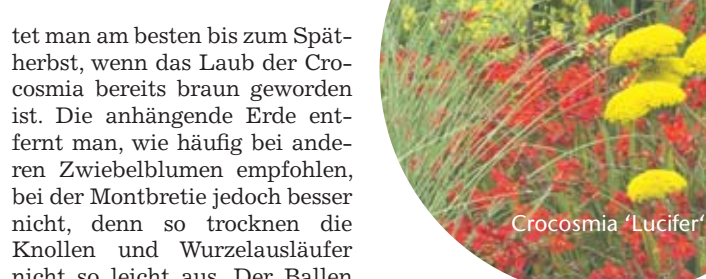 tet man am besten bis zum Spät-
herbst, wenn das Laub der Cro-
cosmia bereits braun geworden
ist. Die anhängende Erde ent-
fernt man, wie häufig bei ande-
ren Zwiebelblumen empfohlen,
bei der Montbretie jedoch besser
nicht, denn so trocknen die
Knollen und Wurzelausläufer
nicht so leicht aus. Der Ballen
Crocosmia ‘Lucifer‘